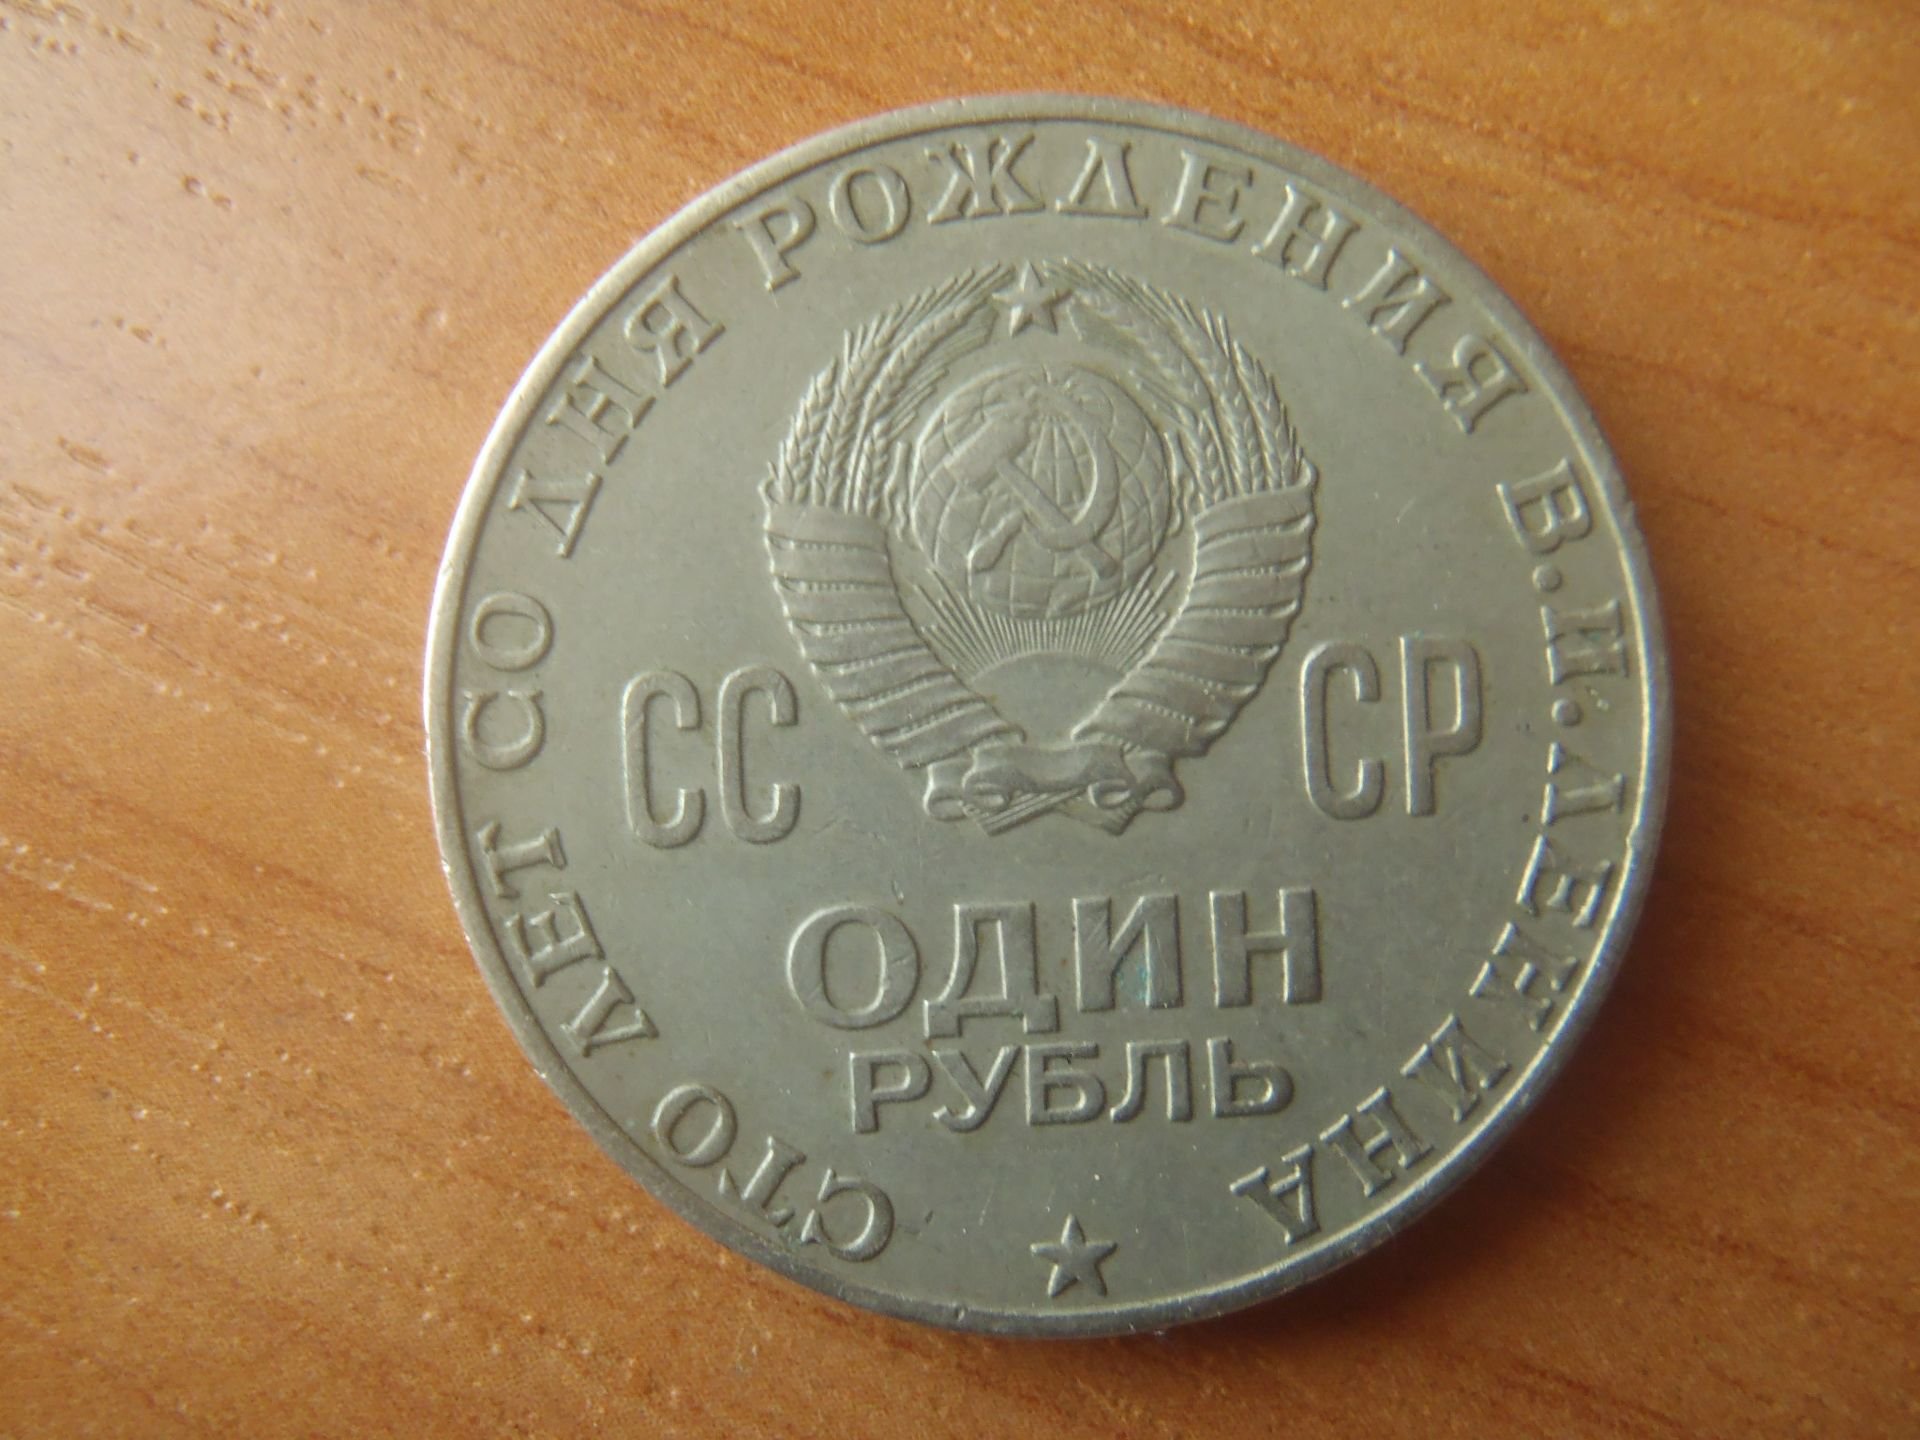 СТО ЛЕТ СО ДНЯ РОЖДЕНИЯ В.И.ЛЕНИНА
СС СР
ОДИН
РУБЛЬ